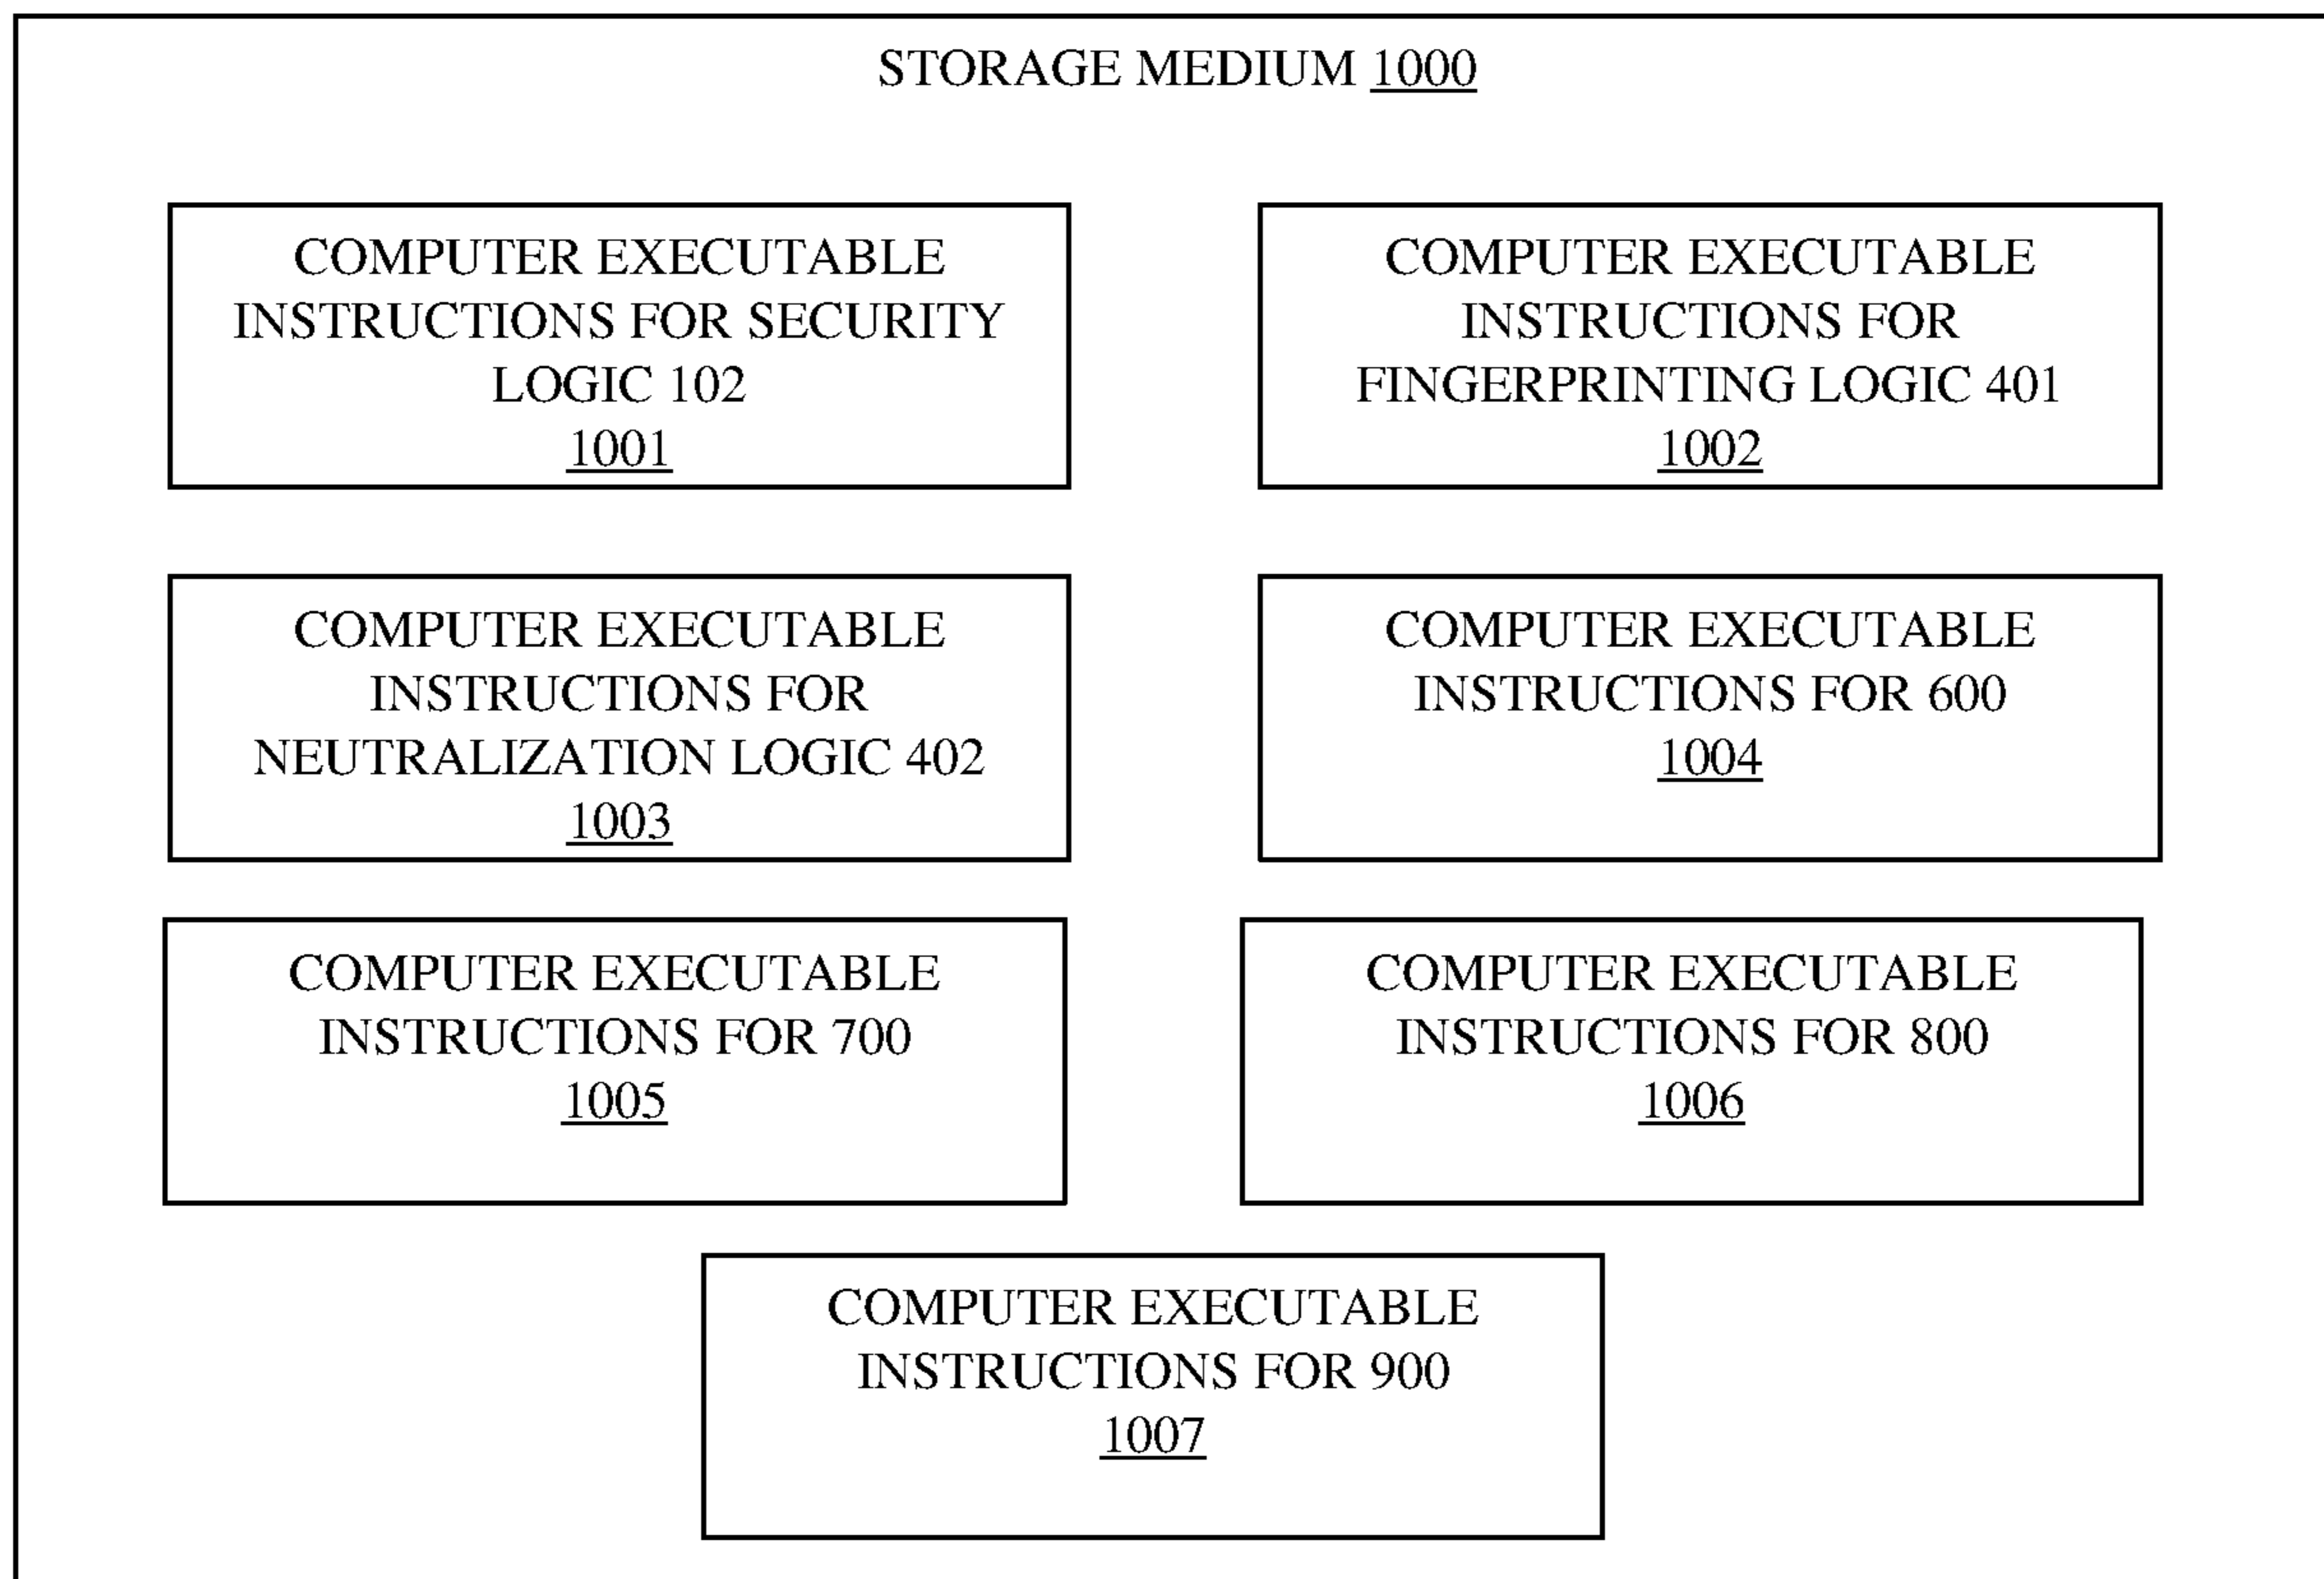 STORAGE MEDIUM 1000
COMPUTER EXECUTABLE
INSTRUCTIONS FOR SECURITY
LOGIC 102
1001
COMPUTER EXECUTABLE
INSTRUCTIONS FOR
FINGERPRINTING LOGIC 401
1002
COMPUTER EXECUTABLE
INSTRUCTIONS FOR
NEUTRALIZATION LOGIC 402
1003
COMPUTER EXECUTABLE
INSTRUCTIONS FOR 600
1004
COMPUTER EXECUTABLE
INSTRUCTIONS FOR 700
1005
COMPUTER EXECUTABLE
INSTRUCTIONS FOR 800
1006
COMPUTER EXECUTABLE
INSTRUCTIONS FOR 900
1007